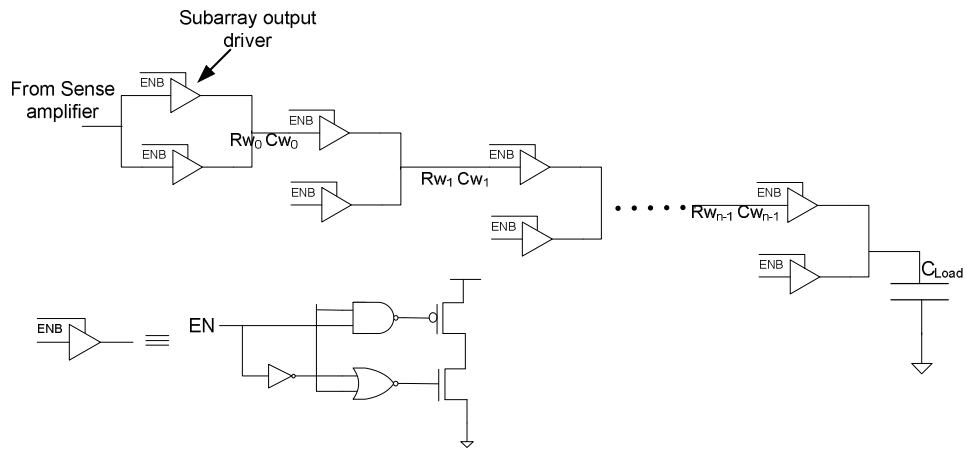 Subarray output
driver
From Sense
amplifier
ENB
ENB
Rw0 Cw0
ENB
ENB
Rw1 Cw1
ENB
ENB
Rwn-1 Cwn-1
ENB
ENB
CLoad
ENB
EN